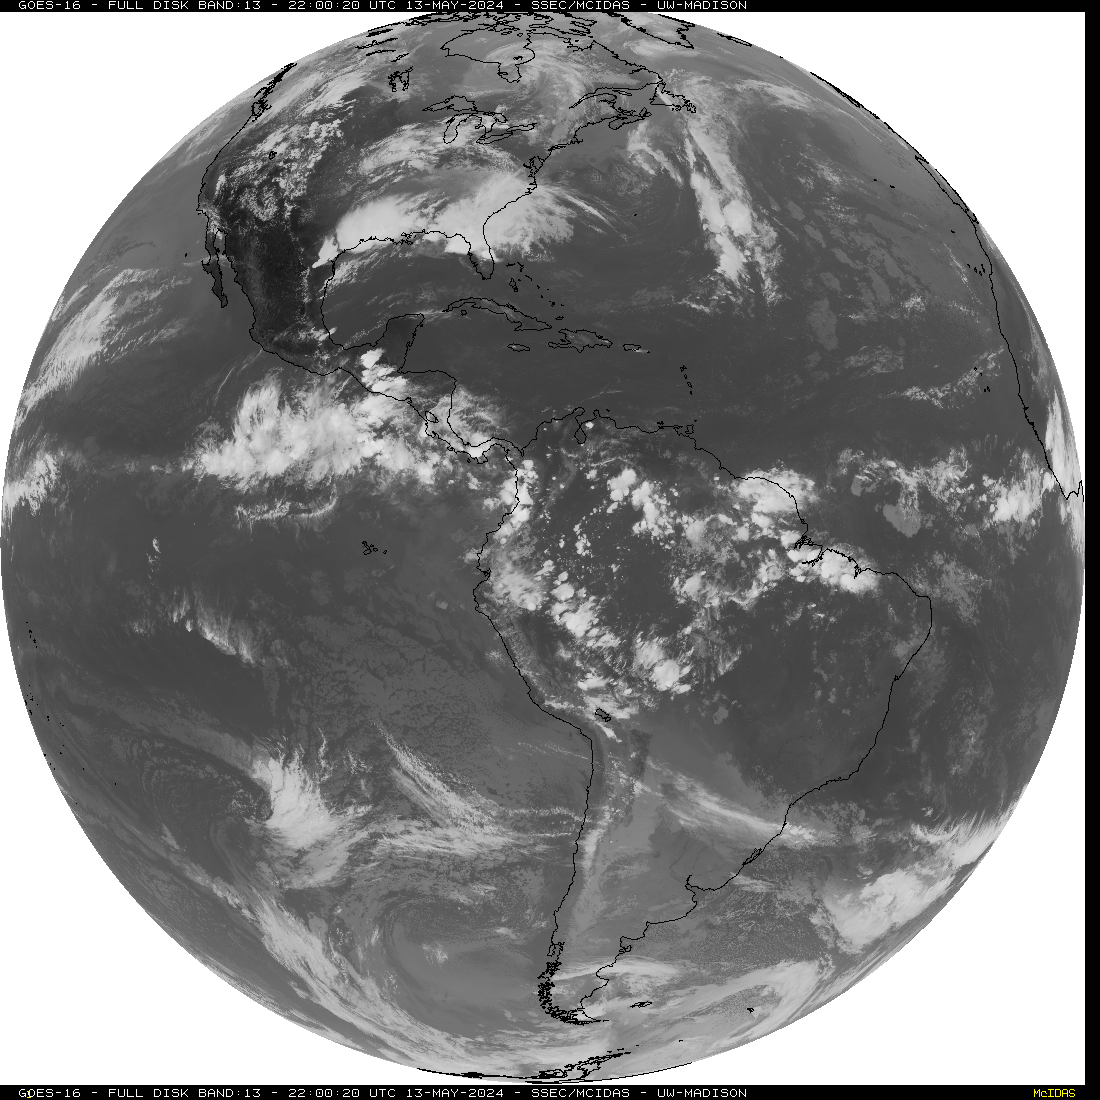 GOES-16 - FULL DISK BAND:13 - 22:00:20 UTC 13-MAY-2024 - SSEC/MCIDAS - UW-MADISON
GOES-16 - FULL DISK BAND:13 - 22:00:20 UTC 13-MAY-2024 - SSEC/MCIDAS - UW-MADISON
McIDAS